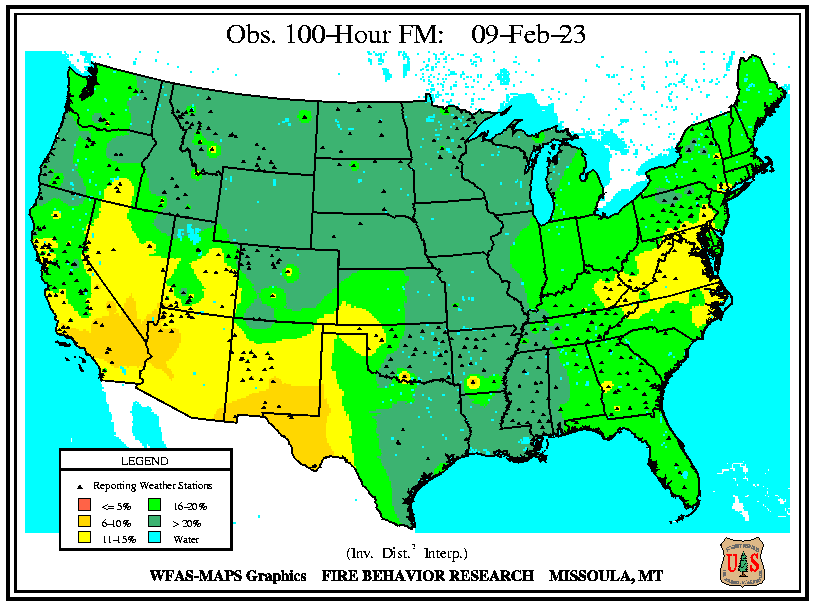 Obs. 100-Hour FM: 09-Feb-23
LEGEND
Reporting Weather Stations
<= 5% 16-20%
6-10% > 20%
11-15% Water
(Inv. Dist.² Interp.)
WFAS-MAPS Graphics FIRE BEHAVIOR RESEARCH MISSOULA, MT
U S